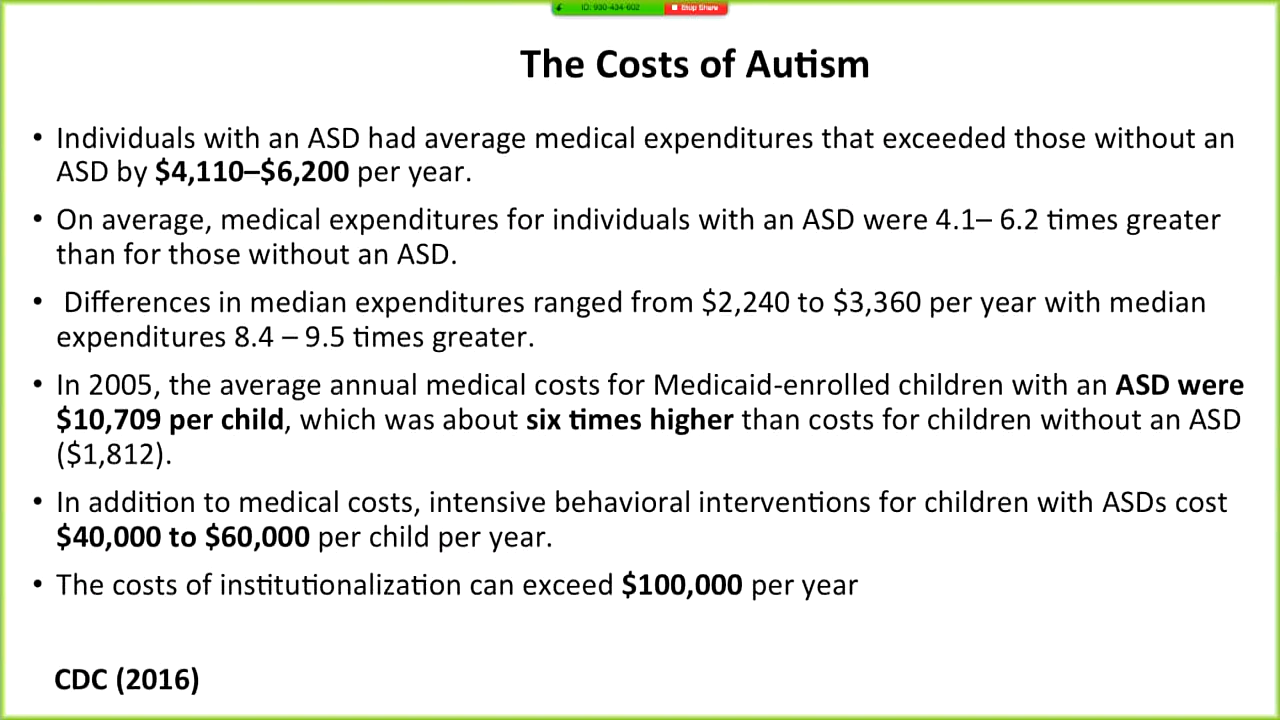 ID: 930-434-602 Stop Share
The Costs of Autism
• Individuals with an ASD had average medical expenditures that exceeded those without an
ASD by $4,110–$6,200 per year.
• On average, medical expenditures for individuals with an ASD were 4.1– 6.2 times greater
than for those without an ASD.
• Differences in median expenditures ranged from $2,240 to $3,360 per year with median
expenditures 8.4 – 9.5 times greater.
• In 2005, the average annual medical costs for Medicaid-enrolled children with an ASD were
$10,709 per child, which was about six times higher than costs for children without an ASD
($1,812).
• In addition to medical costs, intensive behavioral interventions for children with ASDs cost
$40,000 to $60,000 per child per year.
• The costs of institutionalization can exceed $100,000 per year
CDC (2016)